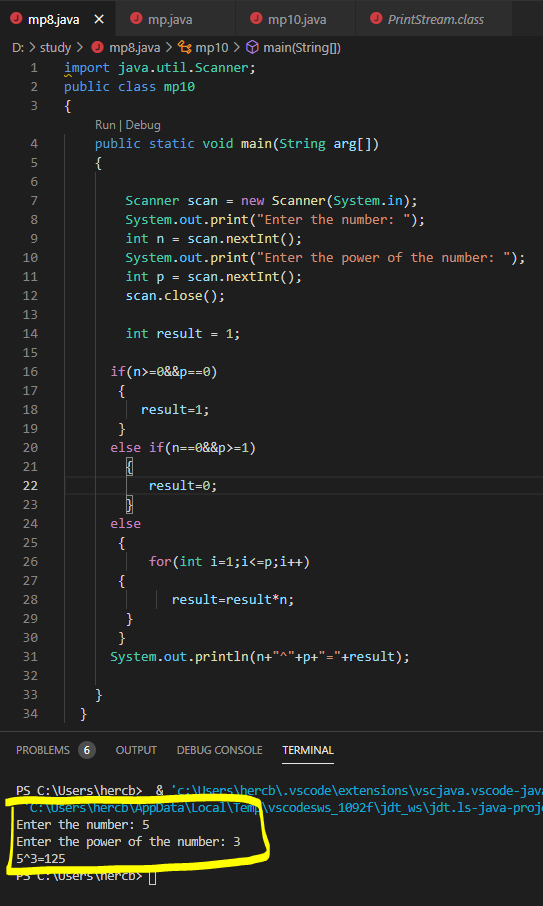 mp8.java × mp.java mp10.java PrintStream.class
D: > study > mp8.java > mp10 > main(String[])
1 import java.util.Scanner;
2 public class mp10
3 {
Run | Debug
4 public static void main(String arg[])
5 {
6
7 Scanner scan = new Scanner(System.in);
8 System.out.print("Enter the number: ");
9 int n = scan.nextInt();
10 System.out.print("Enter the power of the number: ");
11 int p = scan.nextInt();
12 scan.close();
13
14 int result = 1;
15
16 if(n>=0&&p==0)
17 {
18 result=1;
19 }
20 else if(n==0&&p>=1)
21 {
22 result=0;
23 }
24 else
25 {
26 for(int i=1;i<=p;i++)
27 {
28 result=result*n;
29 }
30 }
31 System.out.println(n+"^"+p+"="+result);
32
33 }
34 }
PROBLEMS 6 OUTPUT DEBUG CONSOLE TERMINAL
PS C:\Users\hercb> & 'c:\Users\hercb\.vscode\extensions\vscjava.vscode-java
C:\Users\hercb\AppData\Local\Temp\vscodesws_1092f\jdt_ws\jdt.ls-java-proje
Enter the number: 5
Enter the power of the number: 3
5^3=125
PS C:\Users\hercb>